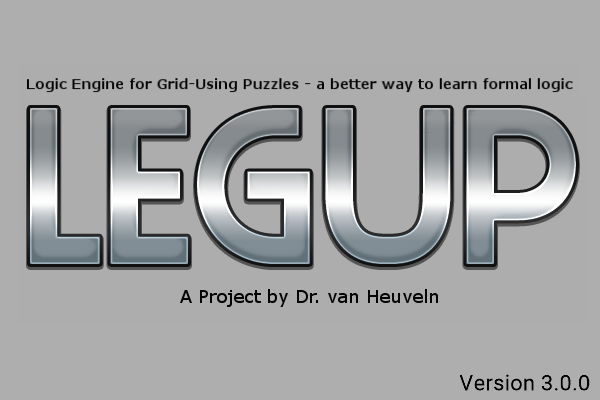 Logic Engine for Grid-Using Puzzles - a better way to learn formal logic
LEGUP
A Project by Dr. van Heuveln
Version 3.0.0